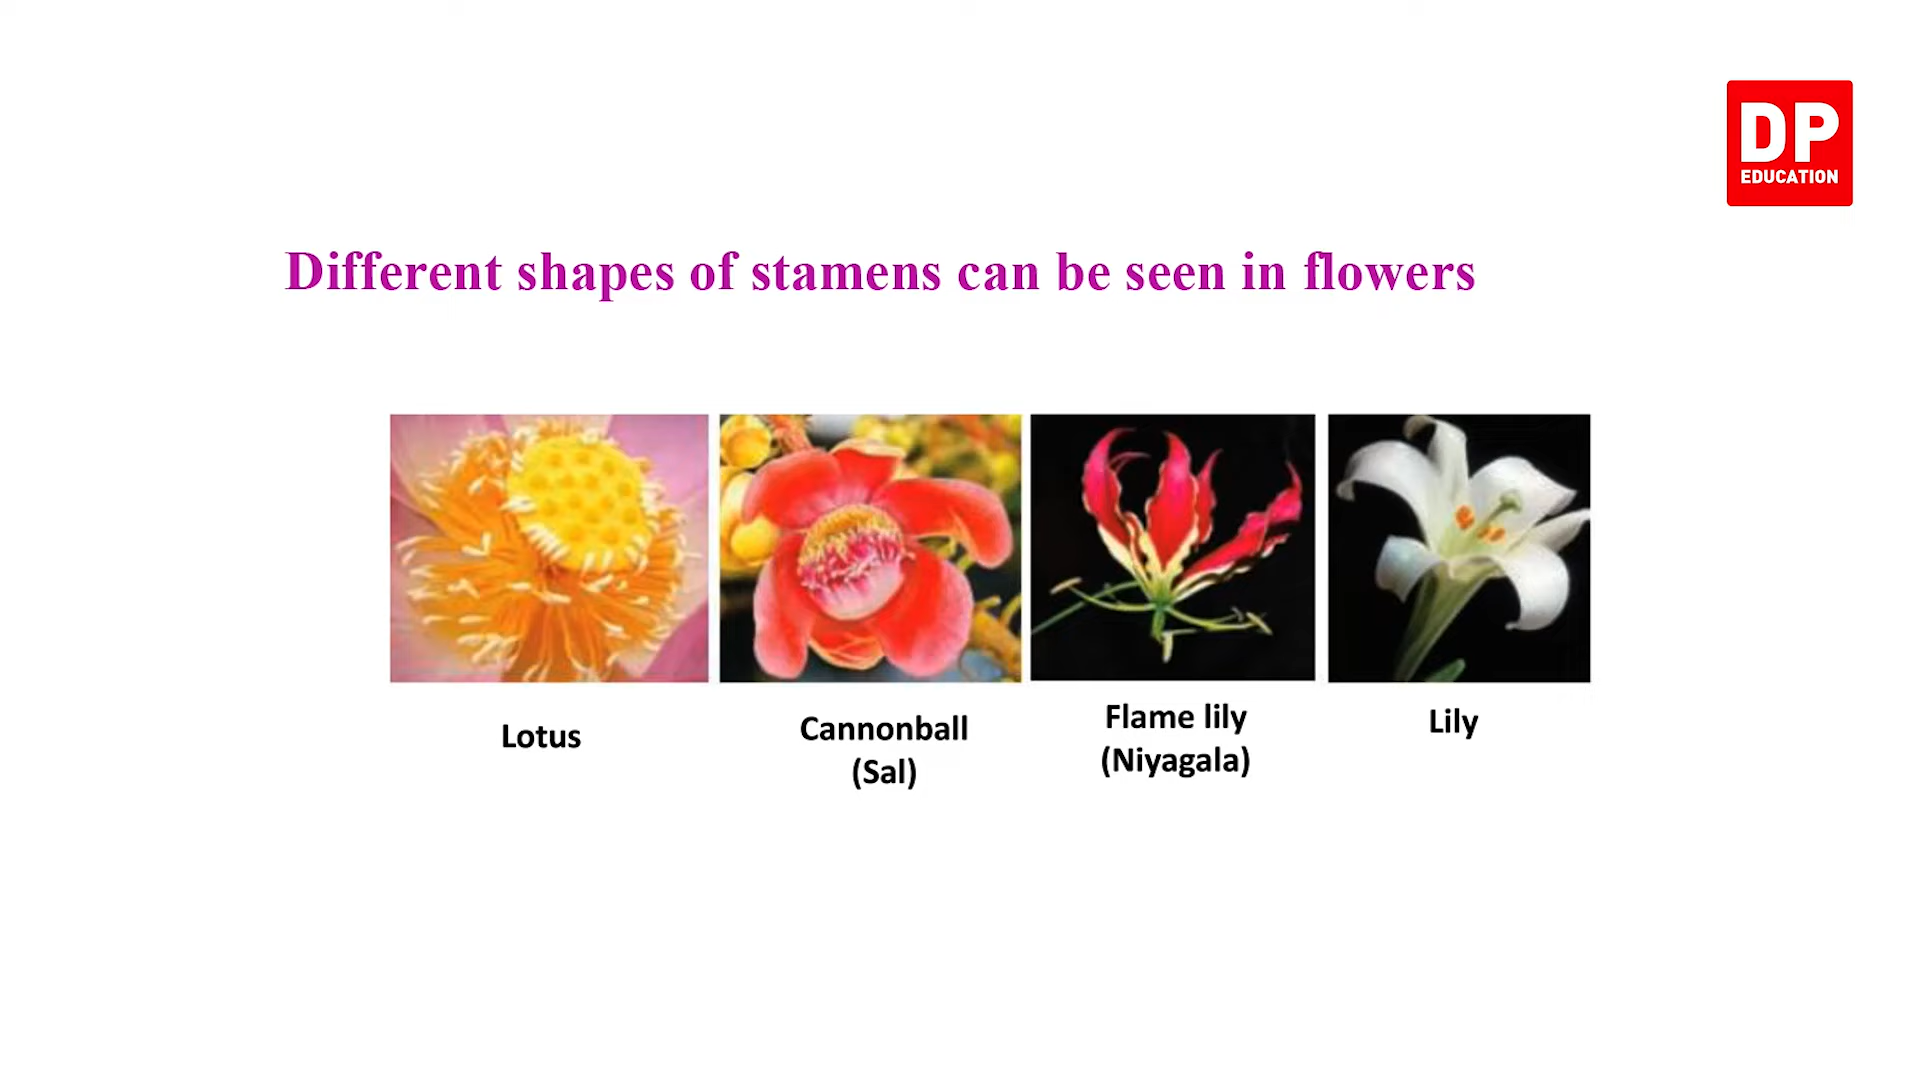 DP
EDUCATION
Different shapes of stamens can be seen in flowers
Lotus
Cannonball
(Sal)
Flame lily
(Niyagala)
Lily